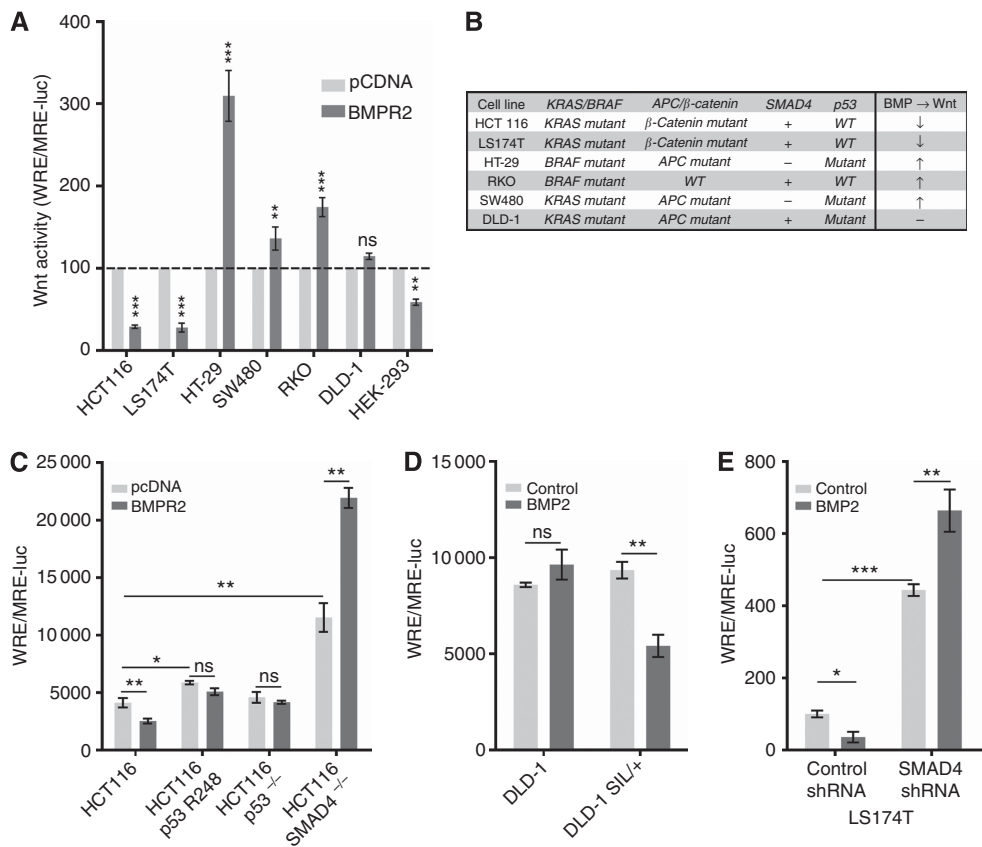 A
Wnt activity (WRE/MRE-luc)
400
300
200
100
0
pCDNA
BMPR2
***
***
***
**
***
ns
**
HCT116
LS174T
HT-29
SW480
RKO
DLD-1
HEK-293
B
Cell line KRAS/BRAF APC/β-catenin SMAD4 p53 BMP → Wnt
HCT 116 KRAS mutant β-Catenin mutant + WT ↓
LS174T KRAS mutant β-Catenin mutant + WT ↓
HT-29 BRAF mutant APC mutant – Mutant ↑
RKO BRAF mutant WT + WT ↑
SW480 KRAS mutant APC mutant – Mutant ↑
DLD-1 KRAS mutant APC mutant + Mutant –
C
WRE/MRE-luc
25 000
20 000
15 000
10 000
5000
0
pcDNA
BMPR2
**
*
ns
ns
**
**
HCT116
HCT116
p53 R248
HCT116
p53 –/–
HCT116
SMAD4 –/–
D
WRE/MRE-luc
15 000
10 000
5000
0
Control
BMP2
ns
**
DLD-1
DLD-1 SIL/+
E
WRE/MRE-luc
800
600
400
200
0
Control
BMP2
*
***
**
Control
shRNA
SMAD4
shRNA
LS174T